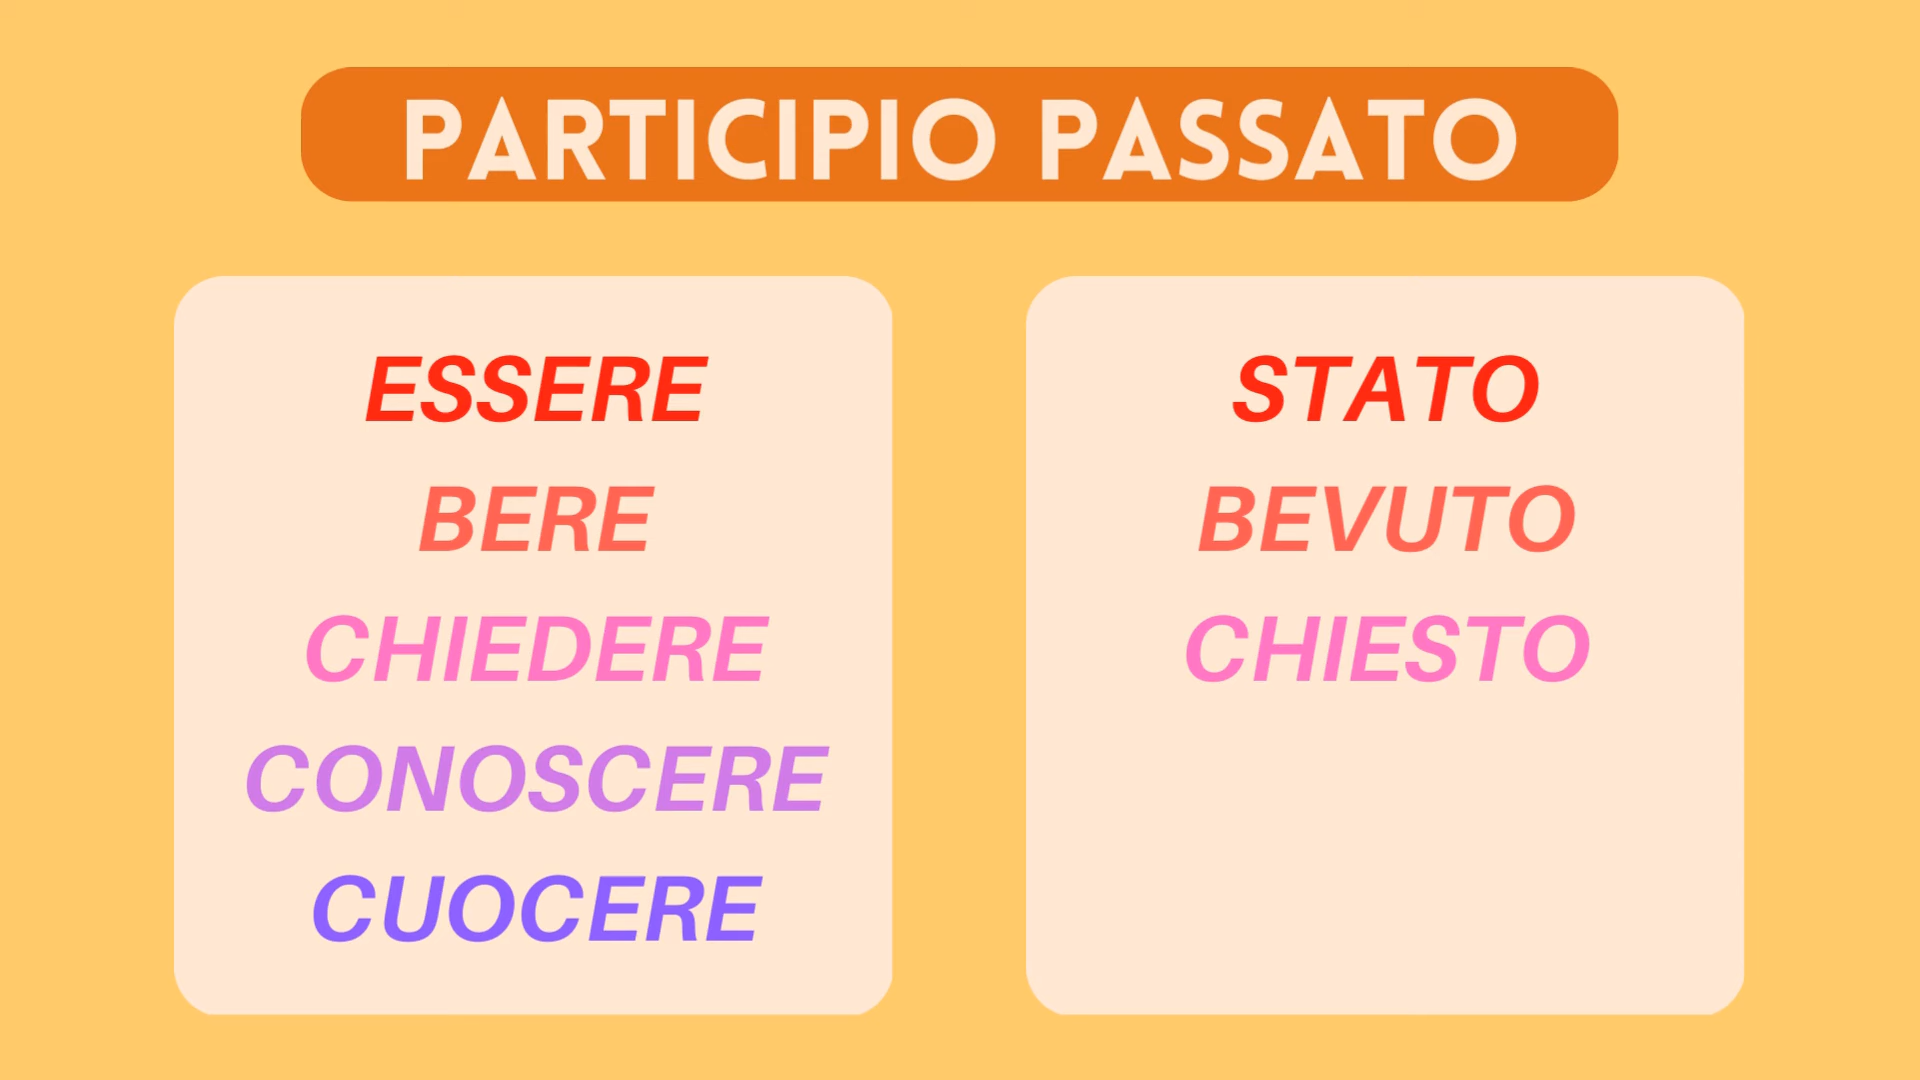 PARTICIPIO PASSATO
ESSERE
BERE
CHIEDERE
CONOSCERE
CUOCERE
STATO
BEVUTO
CHIESTO